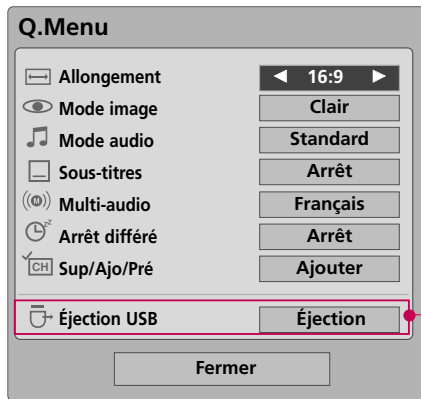 Q.Menu
Allongement ◄ 16:9 ►
Mode image Clair
Mode audio Standard
Sous-titres Arrêt
Multi-audio Français
Arrêt différé Arrêt
CH Sup/Ajo/Pré Ajouter
Éjection USB Éjection
Fermer